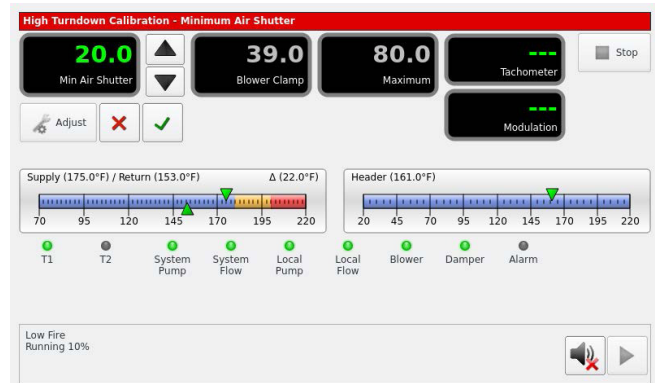 High Turndown Calibration - Minimum Air Shutter
20.0
Min Air Shutter
39.0
Blower Clamp
80.0
Maximum
---
Tachometer
Stop
Adjust
---
Modulation
Supply (175.0°F) / Return (153.0°F) Δ (22.0°F)
70 95 120 145 170 195 220
Header (161.0°F)
20 45 70 95 120 145 170 195 220
T1 T2 System Pump System Flow Local Pump Local Flow Blower Damper Alarm
Low Fire
Running 10%